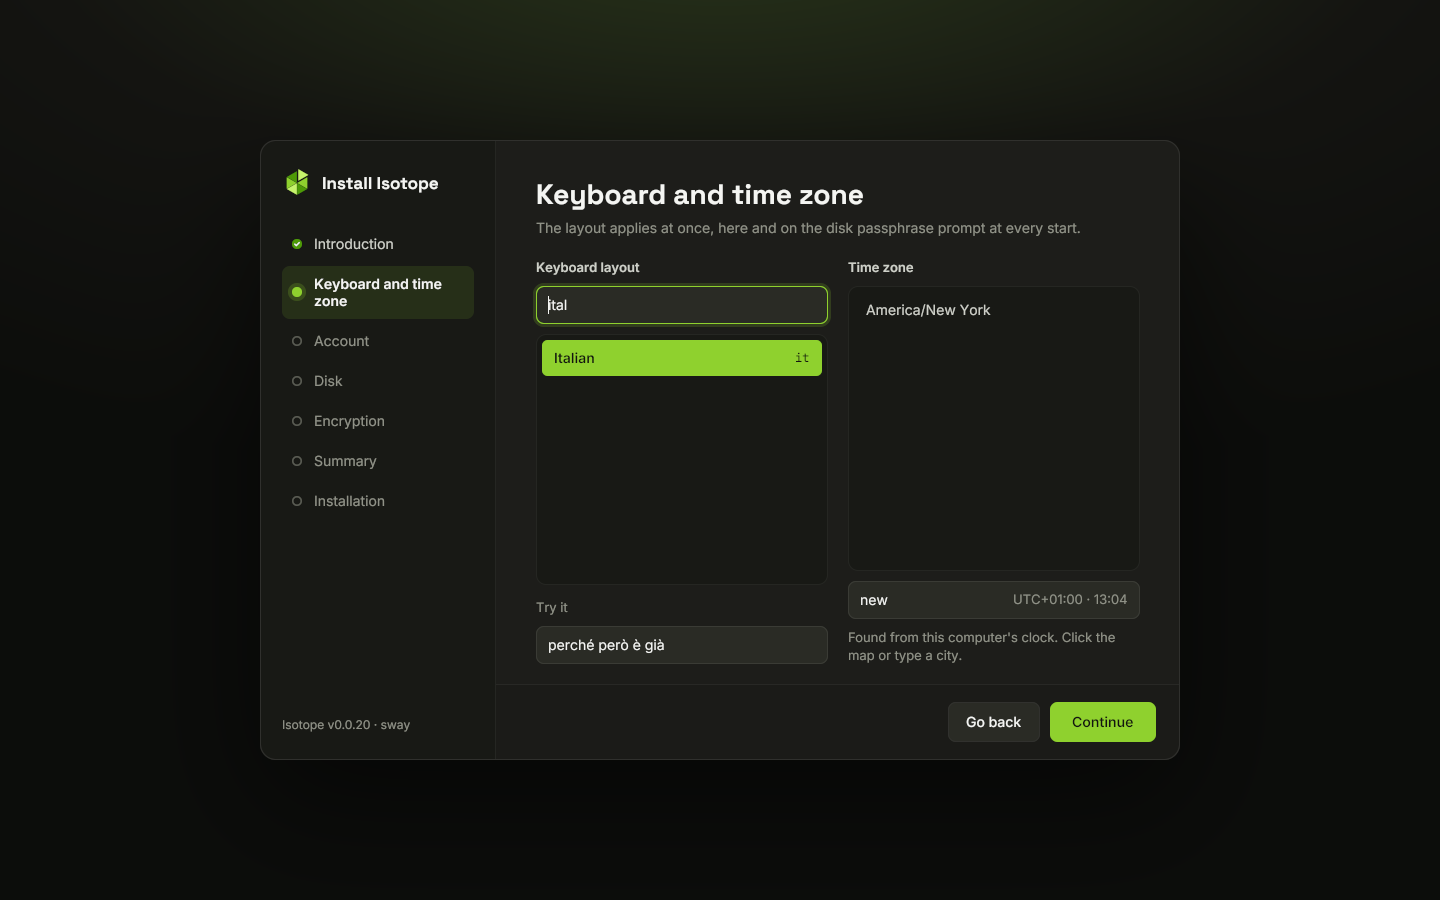 Install Isotope
Introduction
Keyboard and time
zone
Account
Disk
Encryption
Summary
Installation
Isotope v0.0.20 · sway
Keyboard and time zone
The layout applies at once, here and on the disk passphrase prompt at every start.
Keyboard layout
ital
Italian it
Try it
perché però è già
Time zone
America/New York
new UTC+01:00 · 13:04
Found from this computer's clock. Click the
map or type a city.
Go back
Continue